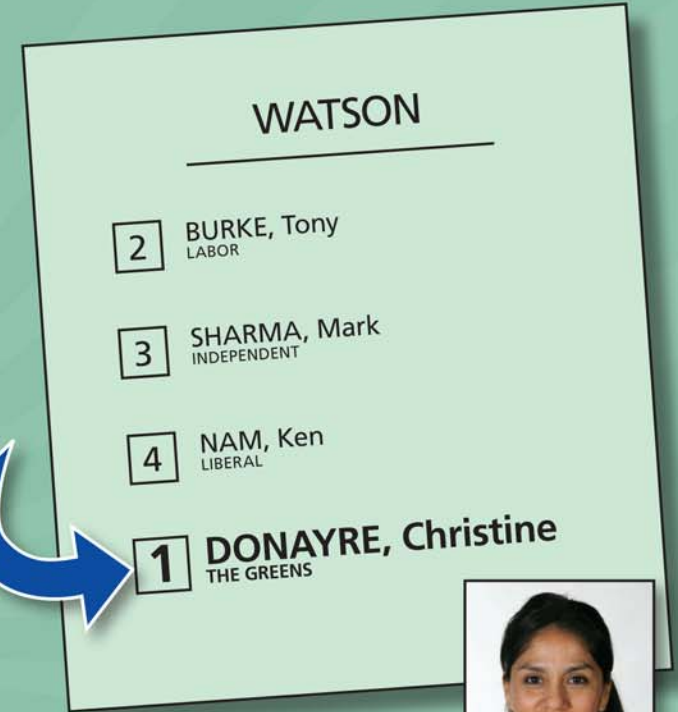 WATSON
2 BURKE, Tony
LABOR
3 SHARMA, Mark
INDEPENDENT
4 NAM, Ken
LIBERAL
1 DONAYRE, Christine
THE GREENS